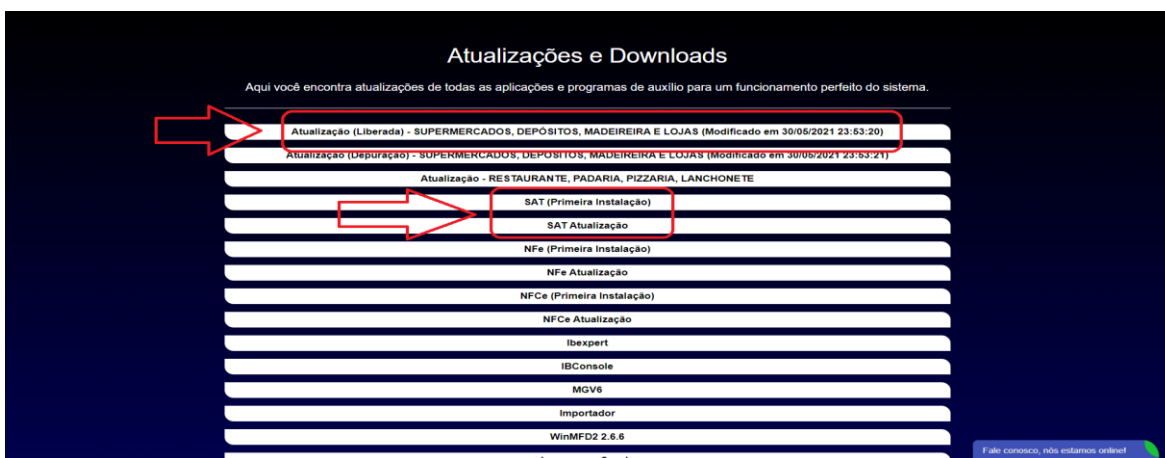 Atualizações e Downloads
Aqui você encontra atualizações de todas as aplicações e programas de auxílio para um funcionamento perfeito do sistema.
Atualização (Liberada) - SUPERMERCADOS, DEPÓSITOS, MADEIREIRA E LOJAS (Modificado em 30/05/2021 23:53:20)
Atualização (Depuração) - SUPERMERCADOS, DEPÓSITOS, MADEIREIRA E LOJAS (Modificado em 30/05/2021 23:53:21)
Atualização - RESTAURANTE, PADARIA, PIZZARIA, LANCHONETE
SAT (Primeira Instalação)
SAT Atualização
NFe (Primeira Instalação)
NFe Atualização
NFCe (Primeira Instalação)
NFCe Atualização
Ibexpert
IBConsole
MGV6
Importador
WinMFD2 2.6.6
Fale conosco, nós estamos online!